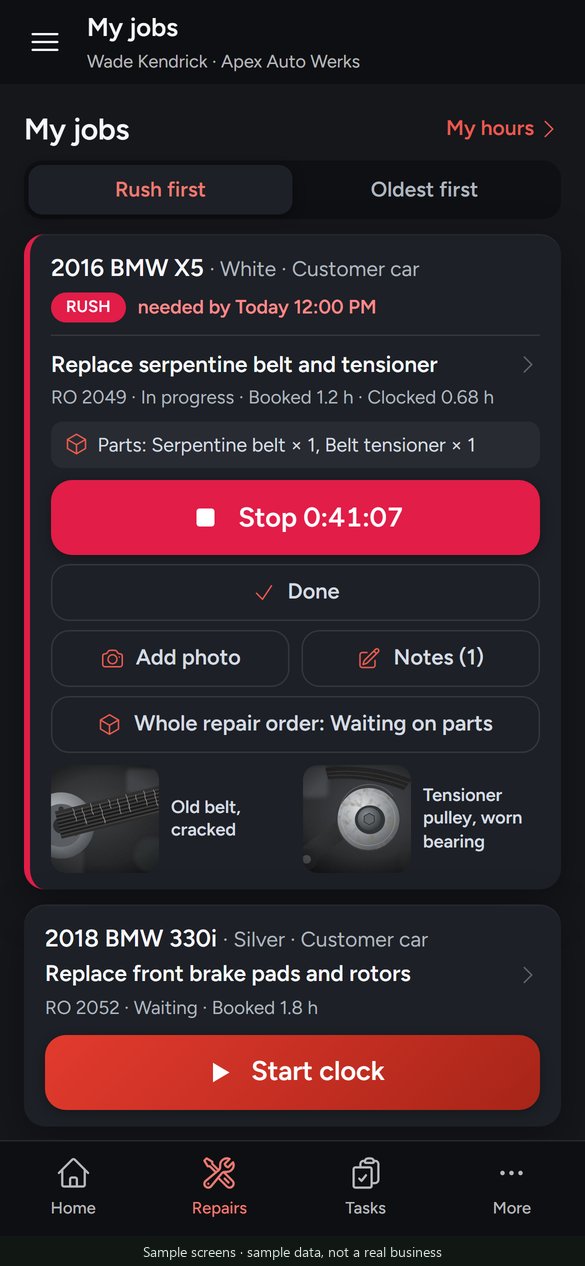 My jobs
Wade Kendrick · Apex Auto Werks
My jobs
My hours
Rush first
Oldest first
2016 BMW X5 · White · Customer car
RUSH needed by Today 12:00 PM
Replace serpentine belt and tensioner
RO 2049 · In progress · Booked 1.2 h · Clocked 0.68 h
Parts: Serpentine belt × 1, Belt tensioner × 1
Stop 0:41:07
Done
Add photo
Notes (1)
Whole repair order: Waiting on parts
Old belt,
cracked
Tensioner
pulley, worn
bearing
2018 BMW 330i · Silver · Customer car
Replace front brake pads and rotors
RO 2052 · Waiting · Booked 1.8 h
Start clock
Home
Repairs
Tasks
More
Sample screens · sample data, not a real business